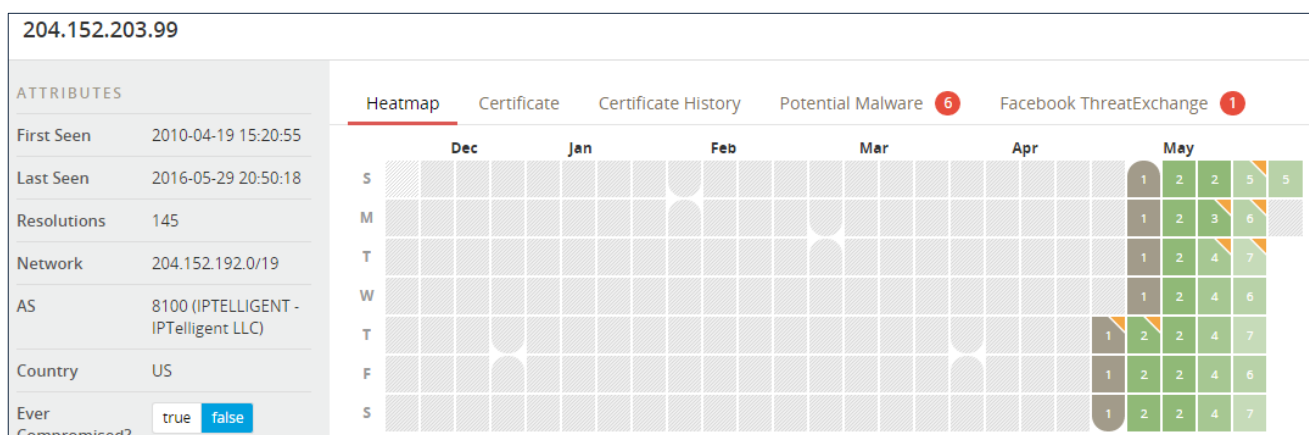 204.152.203.99
ATTRIBUTES
First Seen 2010-04-19 15:20:55
Last Seen 2016-05-29 20:50:18
Resolutions 145
Network 204.152.192.0/19
AS 8100 (IPTELLIGENT -
IPTelligent LLC)
Country US
Ever true false
Compromised?
Heatmap Certificate Certificate History Potential Malware 6 Facebook ThreatExchange 1
Dec Jan Feb Mar Apr May
S 1 2 2 5 5
M 1 2 3 6
T 1 2 4 7
W 1 2 4 6
T 1 2 2 4 7
F 1 2 2 4 6
S 1 2 2 4 7